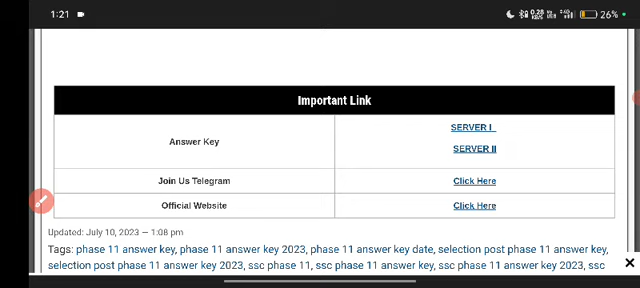 1:21
0.28 KB/S 26%
Important Link
Answer Key
SERVER I
SERVER II
Join Us Telegram Click Here
Official Website Click Here
Updated: July 10, 2023 — 1:08 pm
Tags: phase 11 answer key, phase 11 answer key 2023, phase 11 answer key date, selection post phase 11 answer key,
selection post phase 11 answer key 2023, ssc phase 11, ssc phase 11 answer key, ssc phase 11 answer key 2023, ssc